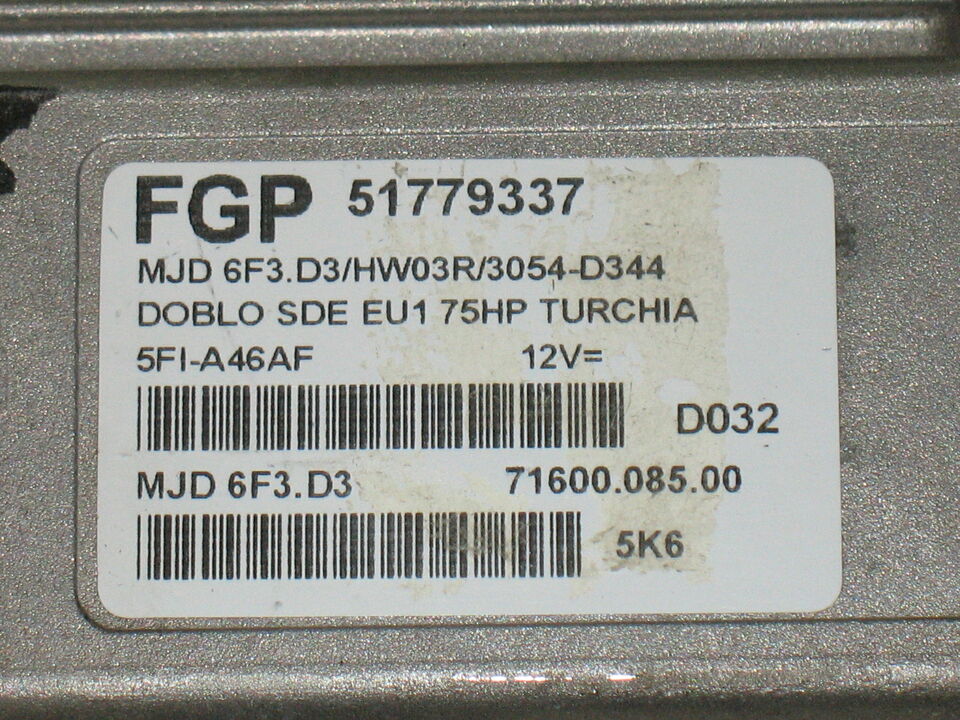 FGP 51779337
MJD 6F3.D3/HW03R/3054-D344
DOBLO SDE EU1 75HP TURCHIA
5FI-A46AF 12V=
D032
MJD 6F3.D3 71600.085.00
5K6